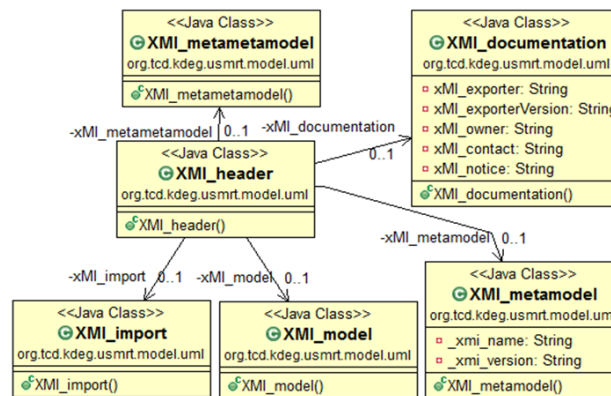 <<Java Class>>
XMI_metametamodel
org.tcd.kdeg.usmrt.model.uml
XMI_metametamodel()
<<Java Class>>
XMI_documentation
org.tcd.kdeg.usmrt.model.uml
xMI_exporter: String
xMI_exporterVersion: String
xMI_owner: String
xMI_contact: String
xMI_notice: String
XMI_documentation()
-xMI_metametamodel 0..1
-xMI_documentation
0..1
<<Java Class>>
XMI_header
org.tcd.kdeg.usmrt.model.uml
XMI_header()
-xMI_metamodel 0..1
-xMI_import 0..1
-xMI_model 0..1
<<Java Class>>
XMI_import
org.tcd.kdeg.usmrt.model.uml
XMI_import()
<<Java Class>>
XMI_model
org.tcd.kdeg.usmrt.model.uml
XMI_model()
<<Java Class>>
XMI_metamodel
org.tcd.kdeg.usmrt.model.uml
_xmi_name: String
_xmi_version: String
XMI_metamodel()